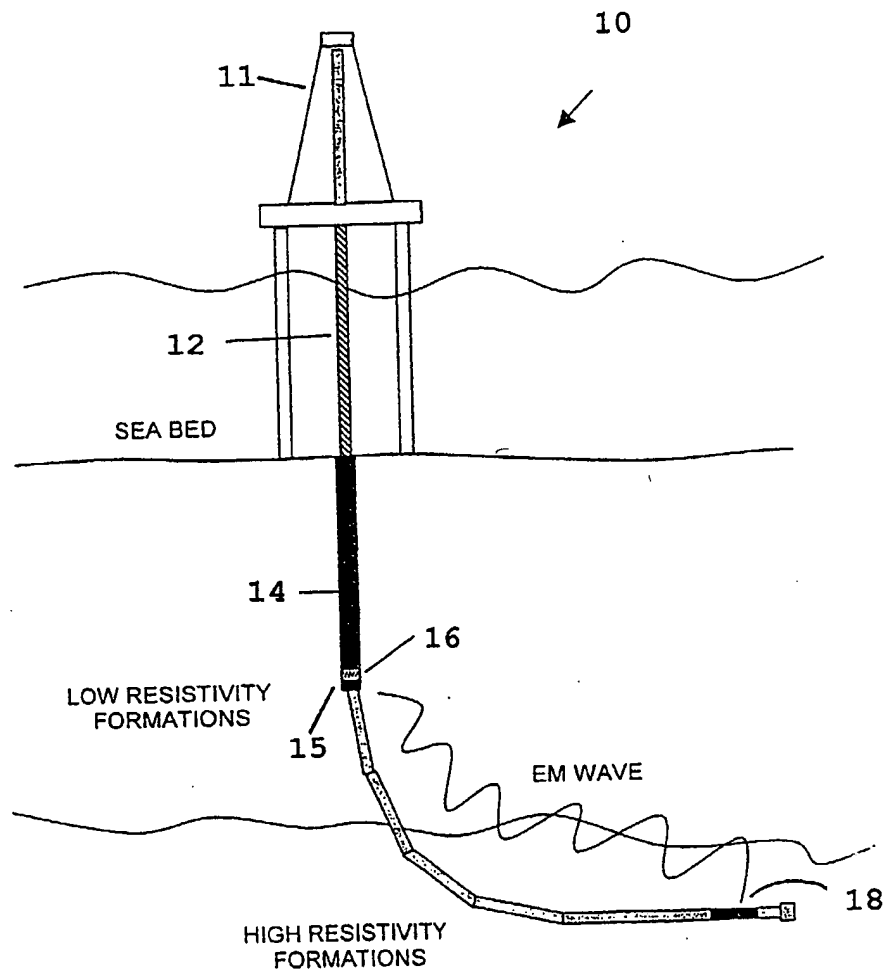 10
11
12
SEA BED
14
16
LOW RESISTIVITY
FORMATIONS
15
EM WAVE
18
HIGH RESISTIVITY
FORMATIONS